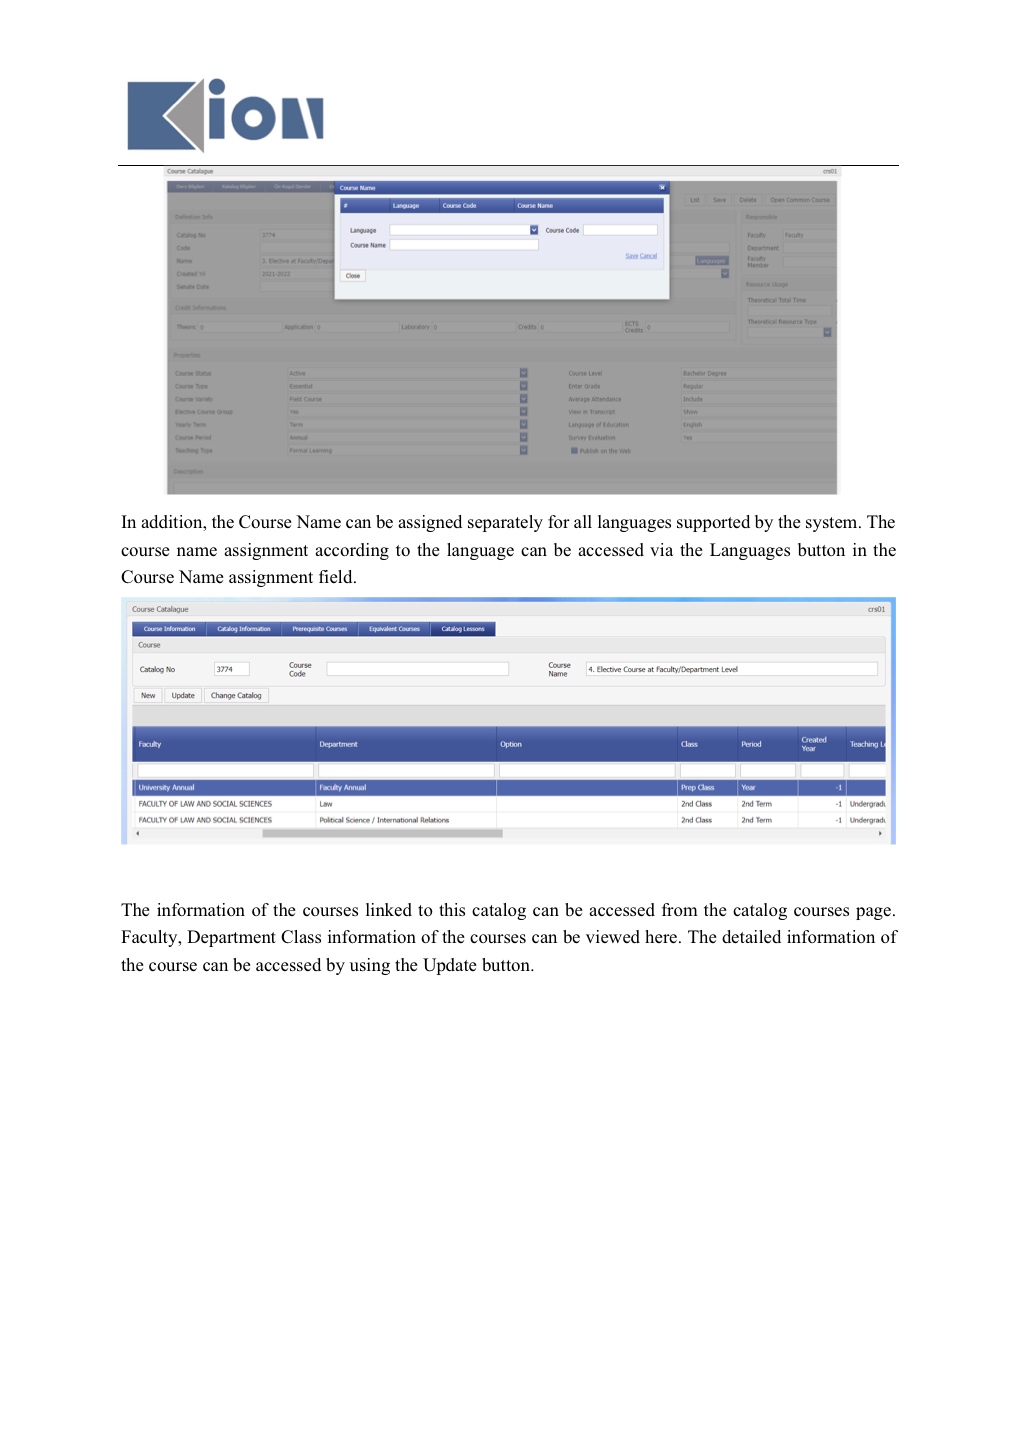 Kion
Course Catalague crs01
Course Name
# Language Course Code Course Name
List Save Delete Open Common Course
Definition Info Responsible
Language Course Code
Catalog No 3774 Faculty Faculty
Course Name
Code Department
Save Cancel
Name Languages Faculty Member
Created Yıl 2021-2022
Close
Senate Date Resource Usage
Theoretical Total Time
Credit Informations
Theoric 0 Application 0 Laboratory 0 Credits 0 ECTS Credits 0
Theoretical Resource Type
Properties
Course Status Active Course Level Bachelor Degree
Course Type Essential Enter Grade Regular
Course Variety Field Course Average Attendance Include
Elective Course Group Yes View in Transcript Show
Yearly Term Term Language of Education English
Course Period Annual Survey Evaluation Yes
Teaching Type Formal Learning Publish on the Web
Description
In addition, the Course Name can be assigned separately for all languages supported by the system. The
course name assignment according to the language can be accessed via the Languages button in the
Course Name assignment field.
Course Catalague crs01
Course Information Catalog Information Prerequisite Courses Equivalent Courses Catalog Lessons
Course
Catalog No 3774 Course Code Course Name 4. Elective Course at Faculty/Department Level
New Update Change Catalog
Faculty Department Option Class Period Created Year Teaching L
University Annual Faculty Annual Prep Class Year -1
FACULTY OF LAW AND SOCIAL SCIENCES Law 2nd Class 2nd Term -1 Undergradu
FACULTY OF LAW AND SOCIAL SCIENCES Political Science / International Relations 2nd Class 2nd Term -1 Undergradu
The information of the courses linked to this catalog can be accessed from the catalog courses page.
Faculty, Department Class information of the courses can be viewed here. The detailed information of
the course can be accessed by using the Update button.